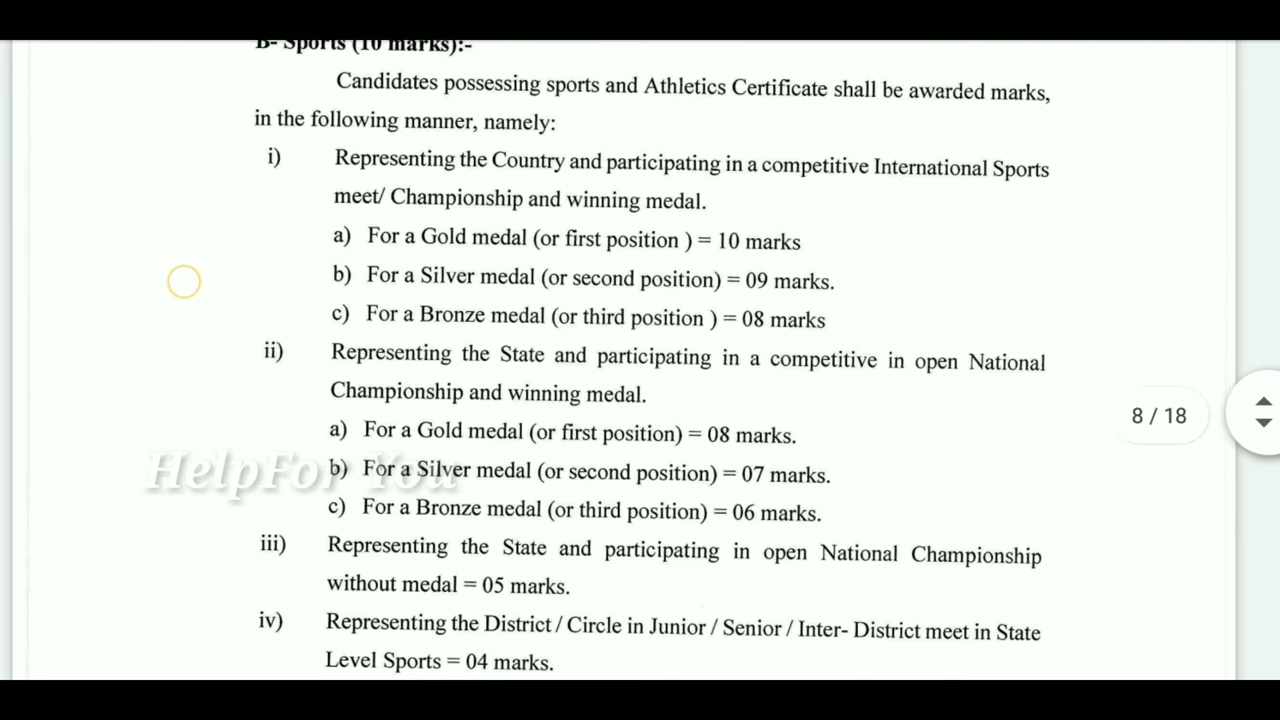 B- Sports (10 marks):-
Candidates possessing sports and Athletics Certificate shall be awarded marks,
in the following manner, namely:
i) Representing the Country and participating in a competitive International Sports
meet/ Championship and winning medal.
a) For a Gold medal (or first position ) = 10 marks
b) For a Silver medal (or second position) = 09 marks.
c) For a Bronze medal (or third position ) = 08 marks
ii) Representing the State and participating in a competitive in open National
Championship and winning medal.
a) For a Gold medal (or first position) = 08 marks.
b) For a Silver medal (or second position) = 07 marks.
c) For a Bronze medal (or third position) = 06 marks.
iii) Representing the State and participating in open National Championship
without medal = 05 marks.
iv) Representing the District / Circle in Junior / Senior / Inter- District meet in State
Level Sports = 04 marks.
8 / 18
HelpFor You